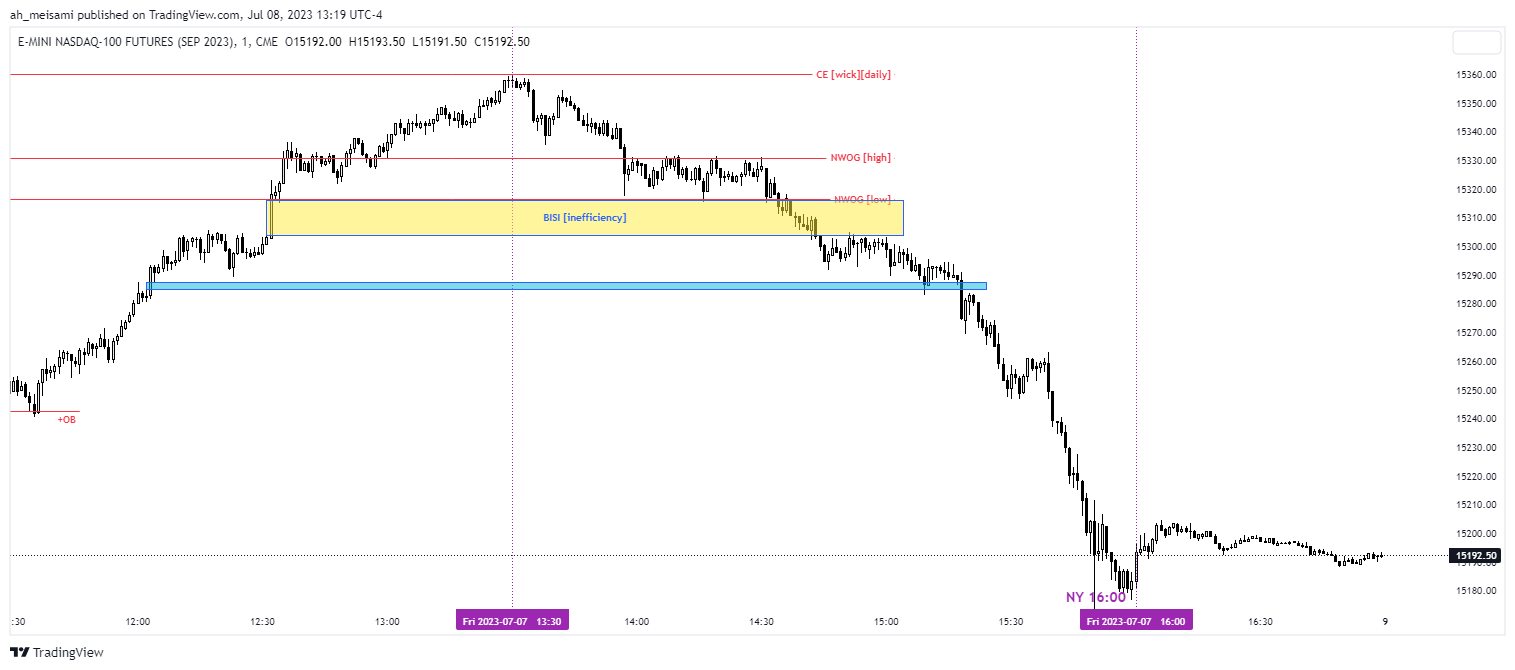 ah_meisami published on TradingView.com, Jul 08, 2023 13:19 UTC-4
E-MINI NASDAQ-100 FUTURES (SEP 2023), 1, CME O15192.00 H15193.50 L15191.50 C15192.50
CE [wick][daily]
15360.00
15350.00
15340.00
NWOG [high]
15330.00
15320.00
NWOG [low]
BISI [inefficiency]
15310.00
15300.00
15290.00
15280.00
15270.00
15260.00
15250.00
+OB
15240.00
15230.00
15220.00
15210.00
15200.00
15192.50
15190.00
15180.00
NY 16:00
:30 12:00 12:30 13:00 Fri 2023-07-07 13:30 14:00 14:30 15:00 15:30 Fri 2023-07-07 16:00 16:30 9
TradingView